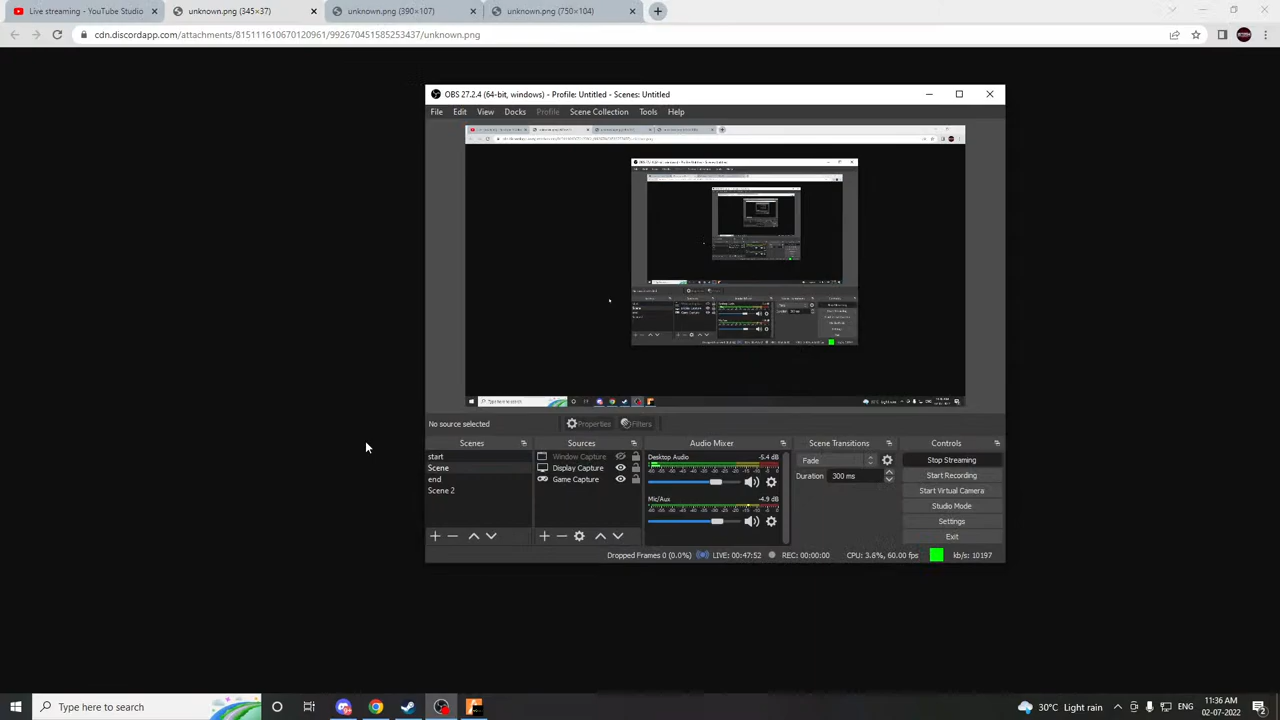 Live streaming - YouTube Studio
unknown.png (345×37)
unknown.png (390×107)
unknown.png (750×104)
cdn.discordapp.com/attachments/815111610670120961/992670451585253437/unknown.png
OBS 27.2.4 (64-bit, windows) - Profile: Untitled - Scenes: Untitled
File Edit View Docks Profile Scene Collection Tools Help
No source selected Properties Filters
Scenes
start
Scene
end
Scene 2
Sources
Window Capture
Display Capture
Game Capture
Audio Mixer
Desktop Audio -5.4 dB
Mic/Aux -4.9 dB
Scene Transitions
Fade
Duration 300 ms
Controls
Stop Streaming
Start Recording
Start Virtual Camera
Studio Mode
Settings
Exit
Dropped Frames 0 (0.0%) LIVE: 00:47:52 REC: 00:00:00 CPU: 3.8%, 60.00 fps kb/s: 10197
Type here to search
30°C Light rain
ENG
11:36 AM
02-07-2022